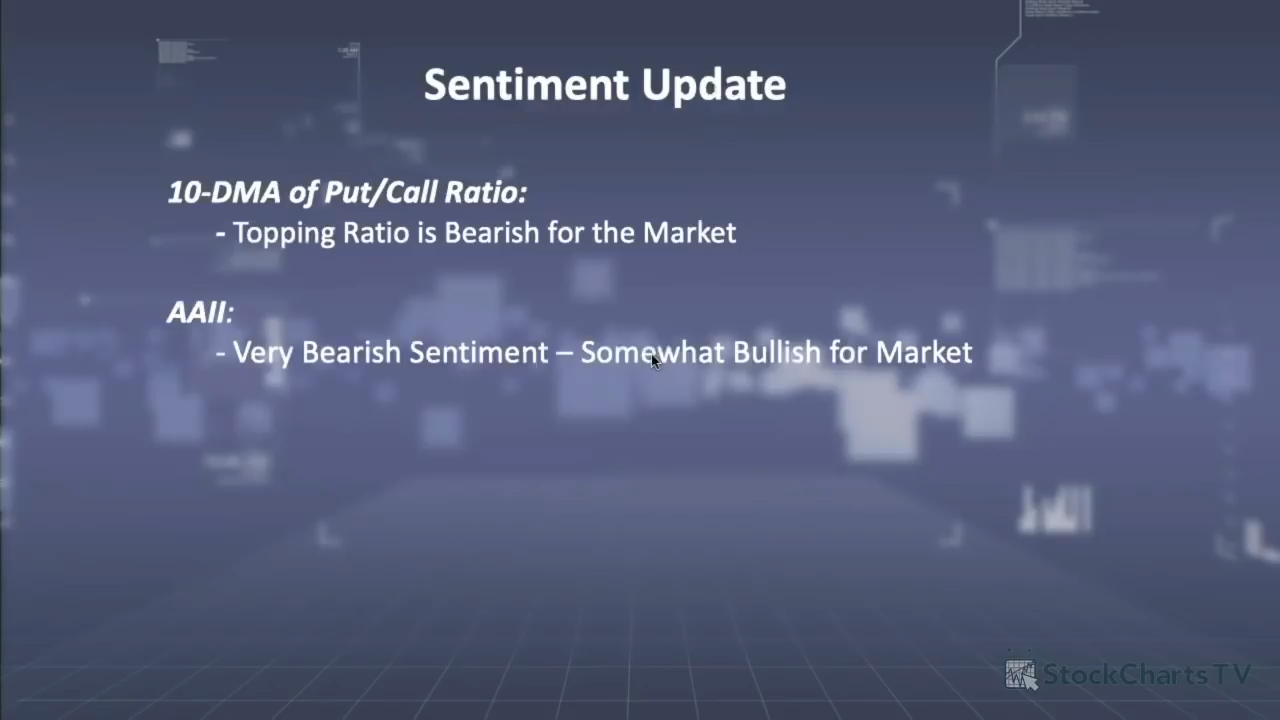 Sentiment Update
10-DMA of Put/Call Ratio:
- Topping Ratio is Bearish for the Market
AAII:
- Very Bearish Sentiment – Somewhat Bullish for Market
StockChartsTV